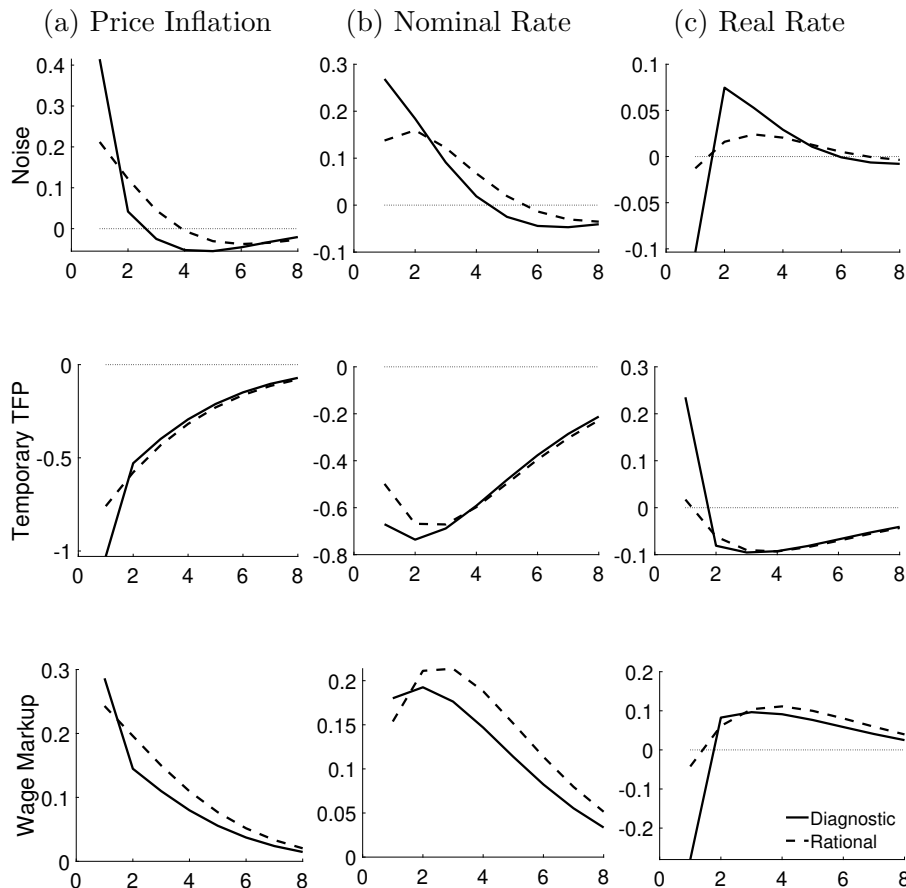 (a) Price Inflation (b) Nominal Rate (c) Real Rate
Noise
0.4
0.3
0.2
0.1
0
0 2 4 6 8
0.3
0.2
0.1
0
-0.1
0 2 4 6 8
0.1
0.05
0
-0.05
-0.1
0 2 4 6 8
Temporary TFP
0
-0.5
-1
0 2 4 6 8
0
-0.2
-0.4
-0.6
-0.8
0 2 4 6 8
0.3
0.2
0.1
0
-0.1
0 2 4 6 8
Wage Markup
0.3
0.2
0.1
0
0 2 4 6 8
0.2
0.15
0.1
0.05
0
0 2 4 6 8
0.2
0.1
0
-0.1
-0.2
0 2 4 6 8
Diagnostic
Rational